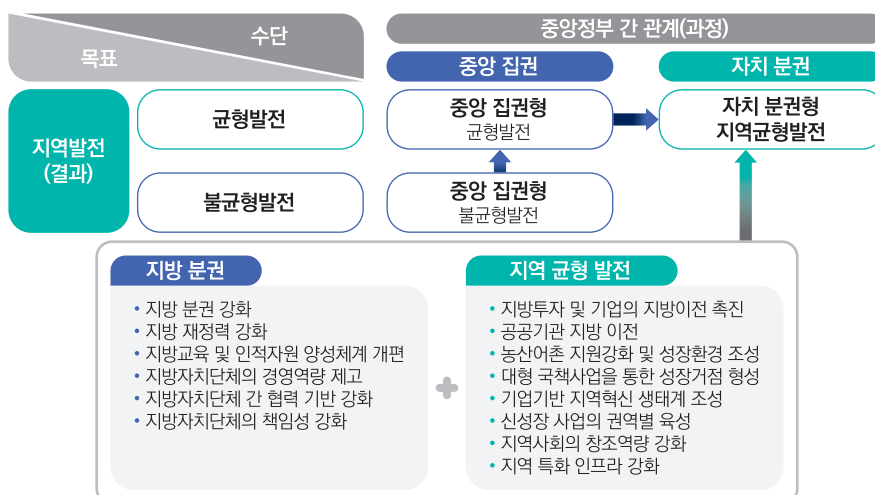 수단
목표
중앙정부 간 관계(과정)
중앙 집권
자치 분권
지역발전
(결과)
균형발전
중앙 집권형
균형발전
자치 분권형
지역균형발전
불균형발전
중앙 집권형
불균형발전
지방 분권
• 지방 분권 강화
• 지방 재정력 강화
• 지방교육 및 인적자원 양성체계 개편
• 지방자치단체의 경영역량 제고
• 지방자치단체 간 협력 기반 강화
• 지방자치단체의 책임성 강화
+
지역 균형 발전
• 지방투자 및 기업의 지방이전 촉진
• 공공기관 지방 이전
• 농산어촌 지원강화 및 성장환경 조성
• 대형 국책사업을 통한 성장거점 형성
• 기업기반 지역혁신 생태계 조성
• 신성장 사업의 권역별 육성
• 지역사회의 창조역량 강화
• 지역 특화 인프라 강화